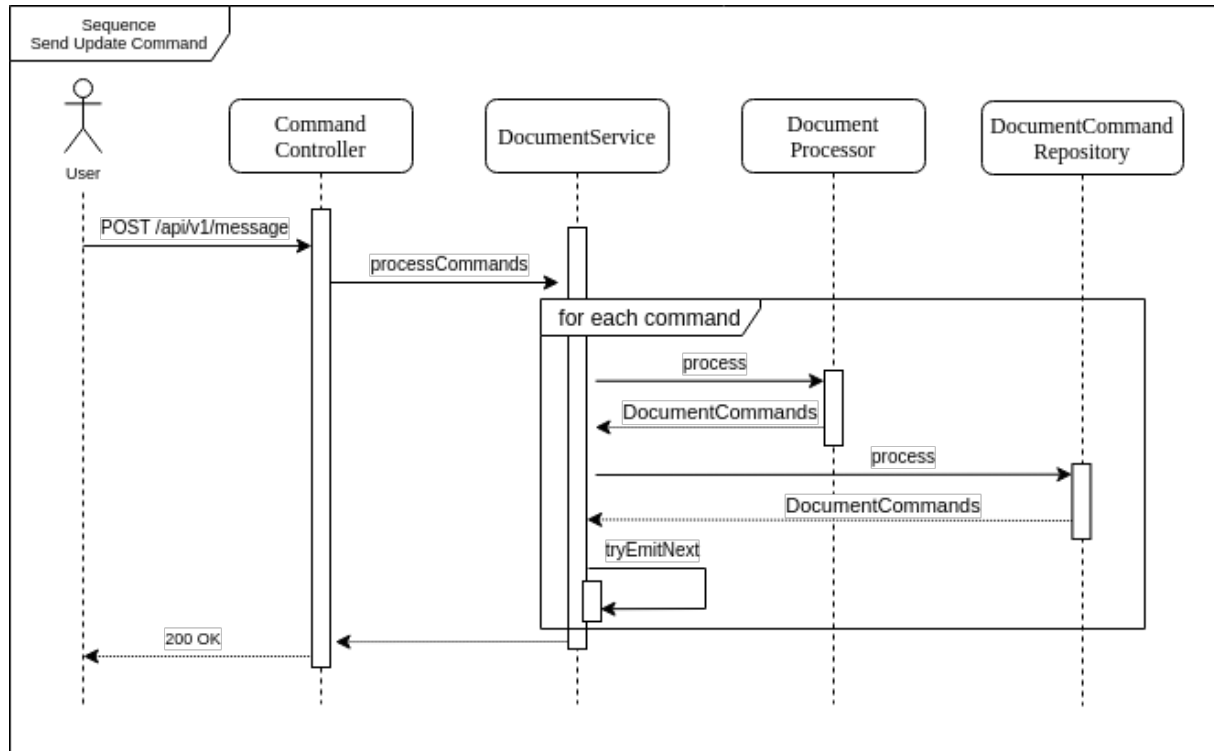 Sequence
Send Update Command
User
Command
Controller
DocumentService
Document
Processor
DocumentCommand
Repository
POST /api/v1/message
processCommands
for each command
process
DocumentCommands
process
DocumentCommands
tryEmitNext
200 OK